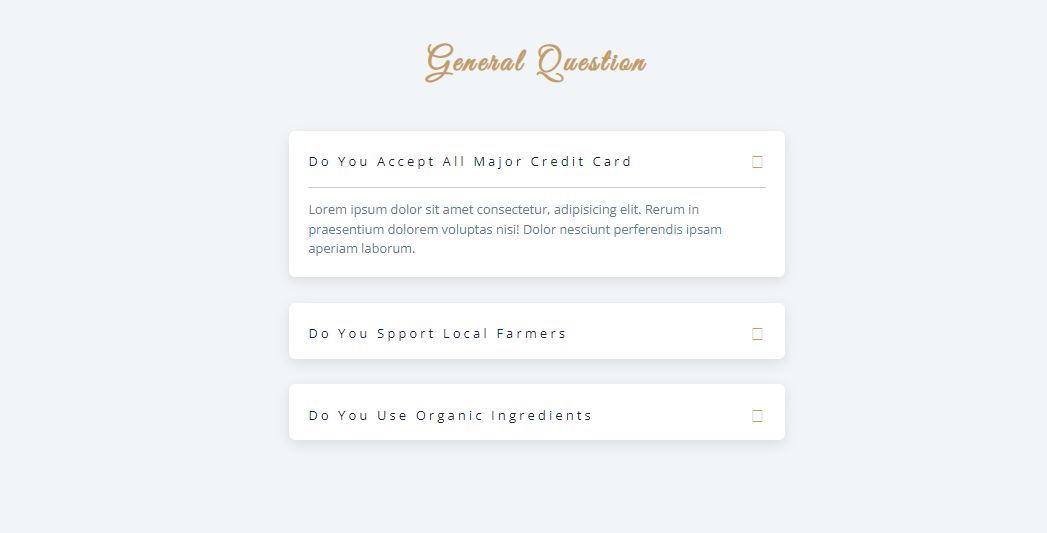 General Question
Do You Accept All Major Credit Card
Lorem ipsum dolor sit amet consectetur, adipisicing elit. Rerum in
praesentium dolorem voluptas nisi! Dolor nesciunt perferendis ipsam
aperiam laborum.
Do You Spport Local Farmers
Do You Use Organic Ingredients